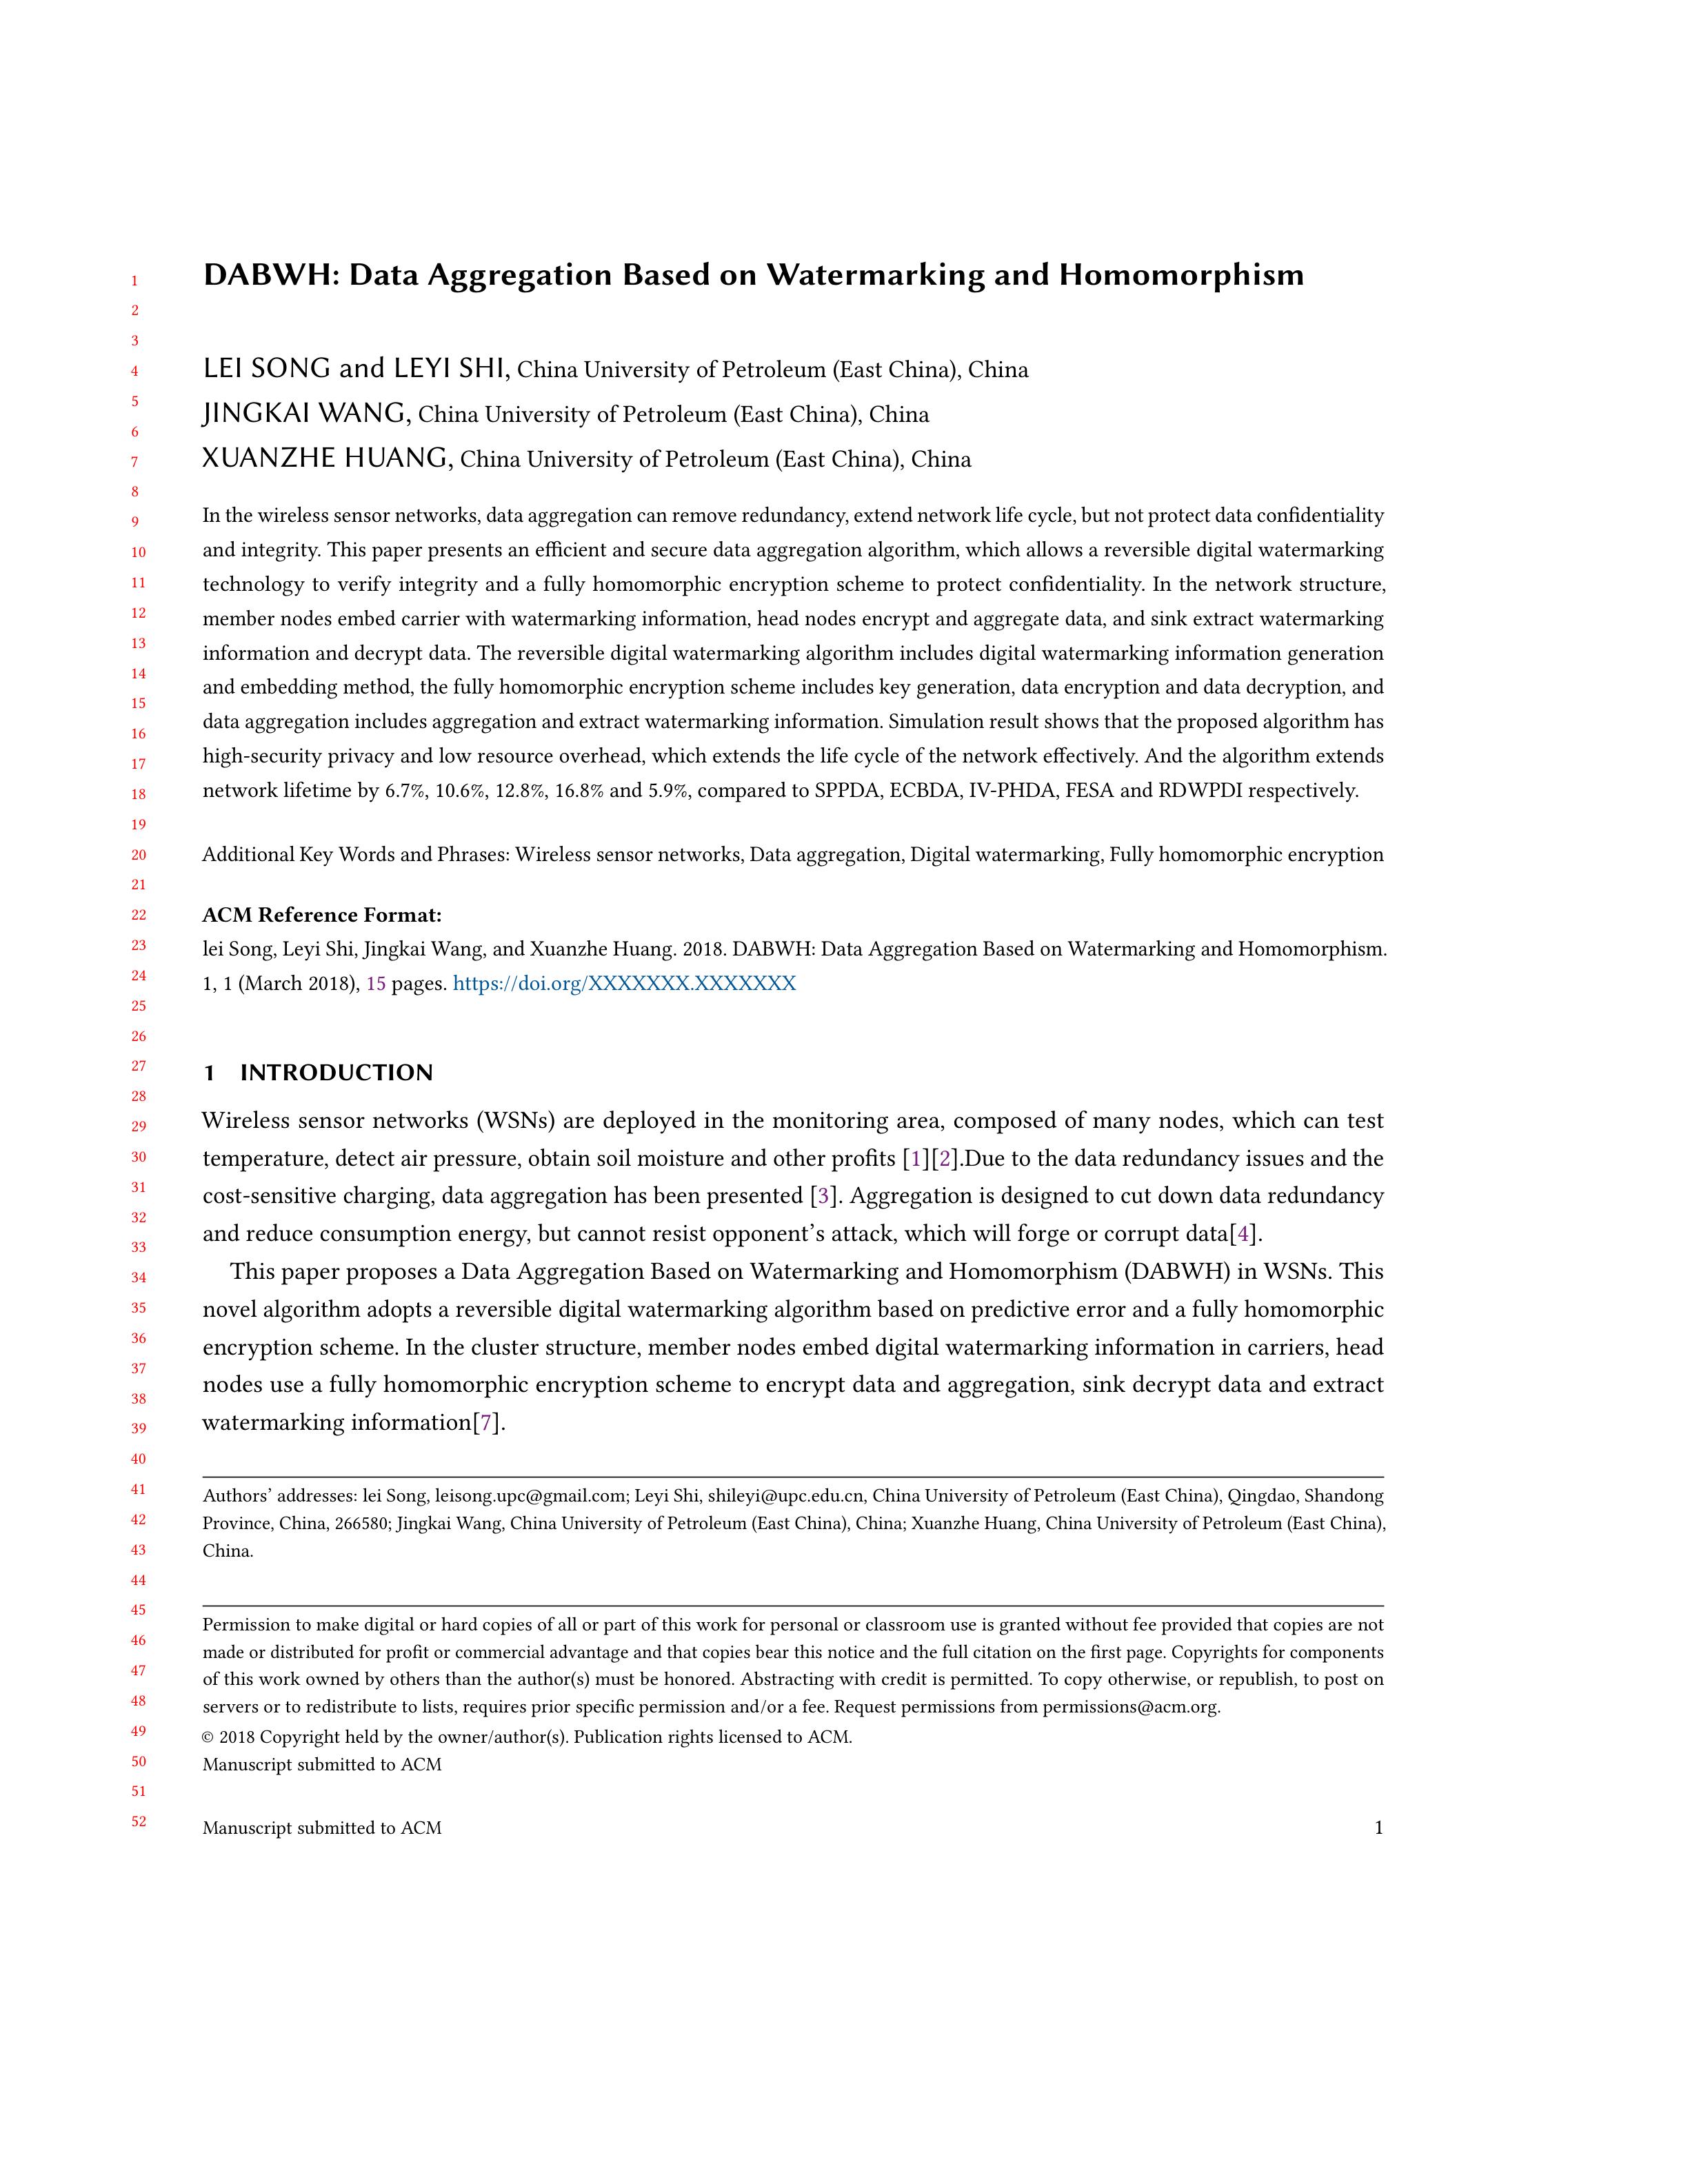 DABWH: Data Aggregation Based on Watermarking and Homomorphism
LEI SONG and LEYI SHI, China University of Petroleum (East China), China
JINGKAI WANG, China University of Petroleum (East China), China
XUANZHE HUANG, China University of Petroleum (East China), China
In the wireless sensor networks, data aggregation can remove redundancy, extend network life cycle, but not protect data confidentiality
and integrity. This paper presents an efficient and secure data aggregation algorithm, which allows a reversible digital watermarking
technology to verify integrity and a fully homomorphic encryption scheme to protect confidentiality. In the network structure,
member nodes embed carrier with watermarking information, head nodes encrypt and aggregate data, and sink extract watermarking
information and decrypt data. The reversible digital watermarking algorithm includes digital watermarking information generation
and embedding method, the fully homomorphic encryption scheme includes key generation, data encryption and data decryption, and
data aggregation includes aggregation and extract watermarking information. Simulation result shows that the proposed algorithm has
high-security privacy and low resource overhead, which extends the life cycle of the network effectively. And the algorithm extends
network lifetime by 6.7%, 10.6%, 12.8%, 16.8% and 5.9%, compared to SPPDA, ECBDA, IV-PHDA, FESA and RDWPDI respectively.
Additional Key Words and Phrases: Wireless sensor networks, Data aggregation, Digital watermarking, Fully homomorphic encryption
ACM Reference Format:
lei Song, Leyi Shi, Jingkai Wang, and Xuanzhe Huang. 2018. DABWH: Data Aggregation Based on Watermarking and Homomorphism.
1, 1 (March 2018), 15 pages. https://doi.org/XXXXXXX.XXXXXXX
1 INTRODUCTION
Wireless sensor networks (WSNs) are deployed in the monitoring area, composed of many nodes, which can test
temperature, detect air pressure, obtain soil moisture and other profits [1][2].Due to the data redundancy issues and the
cost-sensitive charging, data aggregation has been presented [3]. Aggregation is designed to cut down data redundancy
and reduce consumption energy, but cannot resist opponent's attack, which will forge or corrupt data[4].
This paper proposes a Data Aggregation Based on Watermarking and Homomorphism (DABWH) in WSNs. This
novel algorithm adopts a reversible digital watermarking algorithm based on predictive error and a fully homomorphic
encryption scheme. In the cluster structure, member nodes embed digital watermarking information in carriers, head
nodes use a fully homomorphic encryption scheme to encrypt data and aggregation, sink decrypt data and extract
watermarking information[7].
Authors' addresses: lei Song, leisong.upc@gmail.com; Leyi Shi, shileyi@upc.edu.cn, China University of Petroleum (East China), Qingdao, Shandong
Province, China, 266580; Jingkai Wang, China University of Petroleum (East China), China; Xuanzhe Huang, China University of Petroleum (East China),
China.
Permission to make digital or hard copies of all or part of this work for personal or classroom use is granted without fee provided that copies are not
made or distributed for profit or commercial advantage and that copies bear this notice and the full citation on the first page. Copyrights for components
of this work owned by others than the author(s) must be honored. Abstracting with credit is permitted. To copy otherwise, or republish, to post on
servers or to redistribute to lists, requires prior specific permission and/or a fee. Request permissions from permissions@acm.org.
© 2018 Copyright held by the owner/author(s). Publication rights licensed to ACM.
Manuscript submitted to ACM
Manuscript submitted to ACM 1
1
2
3
4
5
6
7
8
9
10
11
12
13
14
15
16
17
18
19
20
21
22
23
24
25
26
27
28
29
30
31
32
33
34
35
36
37
38
39
40
41
42
43
44
45
46
47
48
49
50
51
52